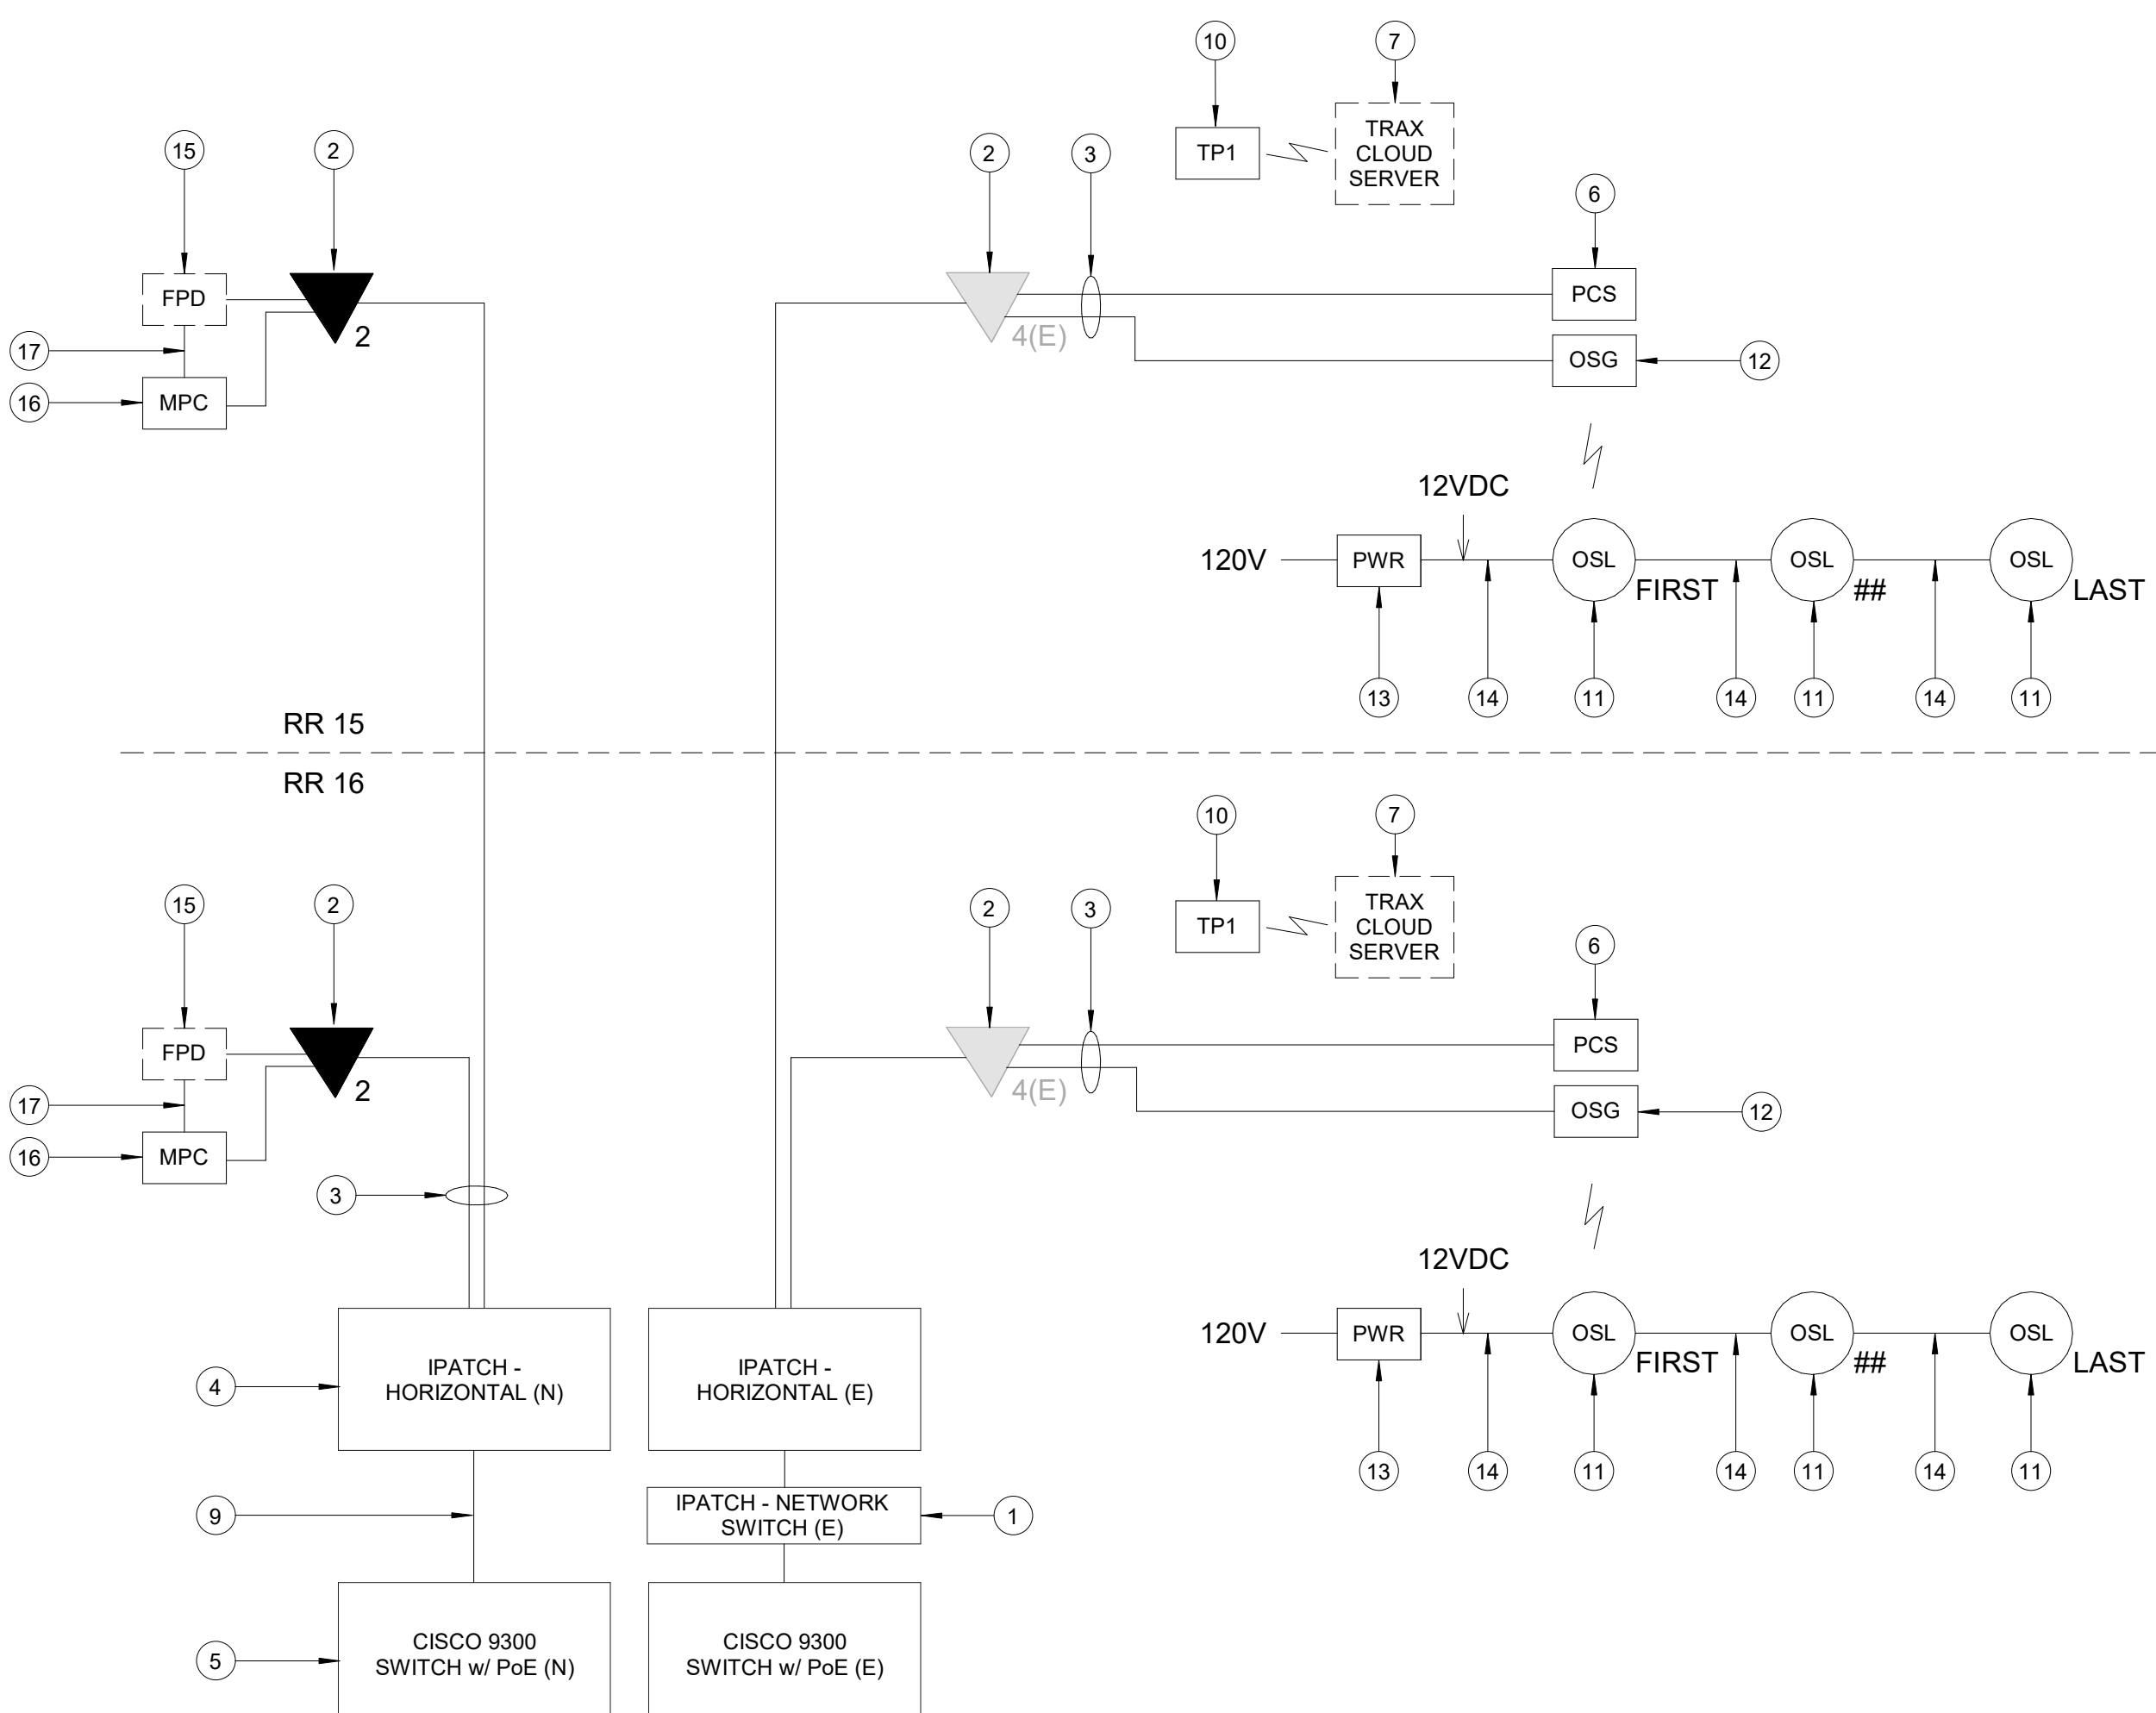 10
7
TRAX
CLOUD
SERVER
TP1
15
2
2
3
6
FPD
2
4(E)
PCS
17
OSG
12
16
MPC
12VDC
120V
PWR
OSL
FIRST
OSL
##
OSL
LAST
13
14
11
14
11
14
11
RR 15
RR 16
10
7
TRAX
CLOUD
SERVER
TP1
15
2
2
3
6
FPD
2
4(E)
PCS
17
OSG
12
16
MPC
3
12VDC
120V
PWR
OSL
FIRST
OSL
##
OSL
LAST
13
14
11
14
11
14
11
4
IPATCH -
HORIZONTAL (N)
IPATCH -
HORIZONTAL (E)
9
IPATCH - NETWORK
SWITCH (E)
1
5
CISCO 9300
SWITCH w/ PoE (N)
CISCO 9300
SWITCH w/ PoE (E)